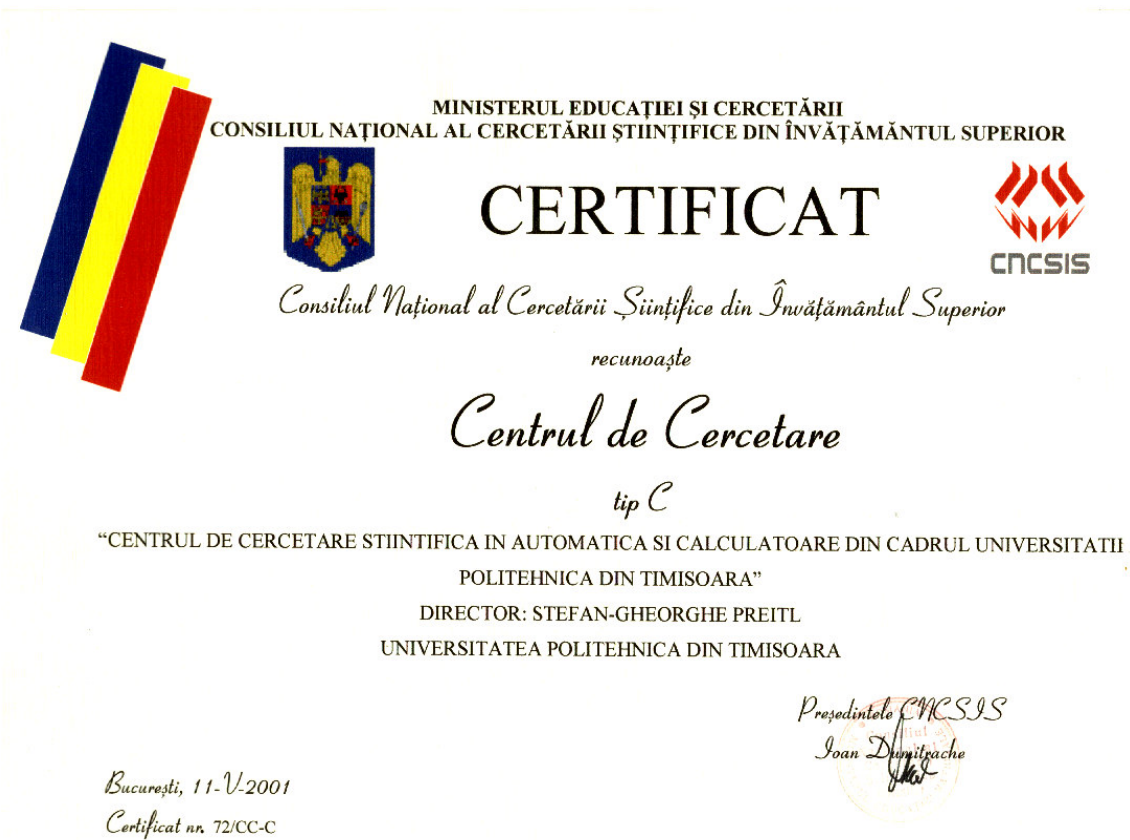 MINISTERUL EDUCAȚIEI ȘI CERCETĂRII
CONSILIUL NAȚIONAL AL CERCETĂRII ȘTIINȚIFICE DIN ÎNVĂȚĂMÂNTUL SUPERIOR
CERTIFICAT
CNCSIS
Consiliul Național al Cercetării Șiințifice din Învățământul Superior
recunoaște
Centrul de Cercetare
tip C
“CENTRUL DE CERCETARE STIINTIFICA IN AUTOMATICA SI CALCULATOARE DIN CADRUL UNIVERSITATII
POLITEHNICA DIN TIMISOARA”
DIRECTOR: STEFAN-GHEORGHE PREITL
UNIVERSITATEA POLITEHNICA DIN TIMISOARA
Președintele CNCSIS
Ioan Dumitrache
București, 11-V-2001
Certificat nr. 72/CC-C